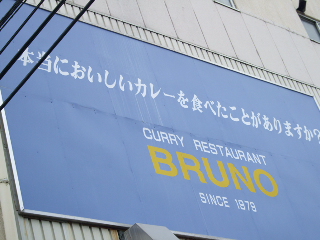 本当においしいカレーを食べたことがありますか?
CURRY RESTAURANT
BRUNO
SINCE 1979